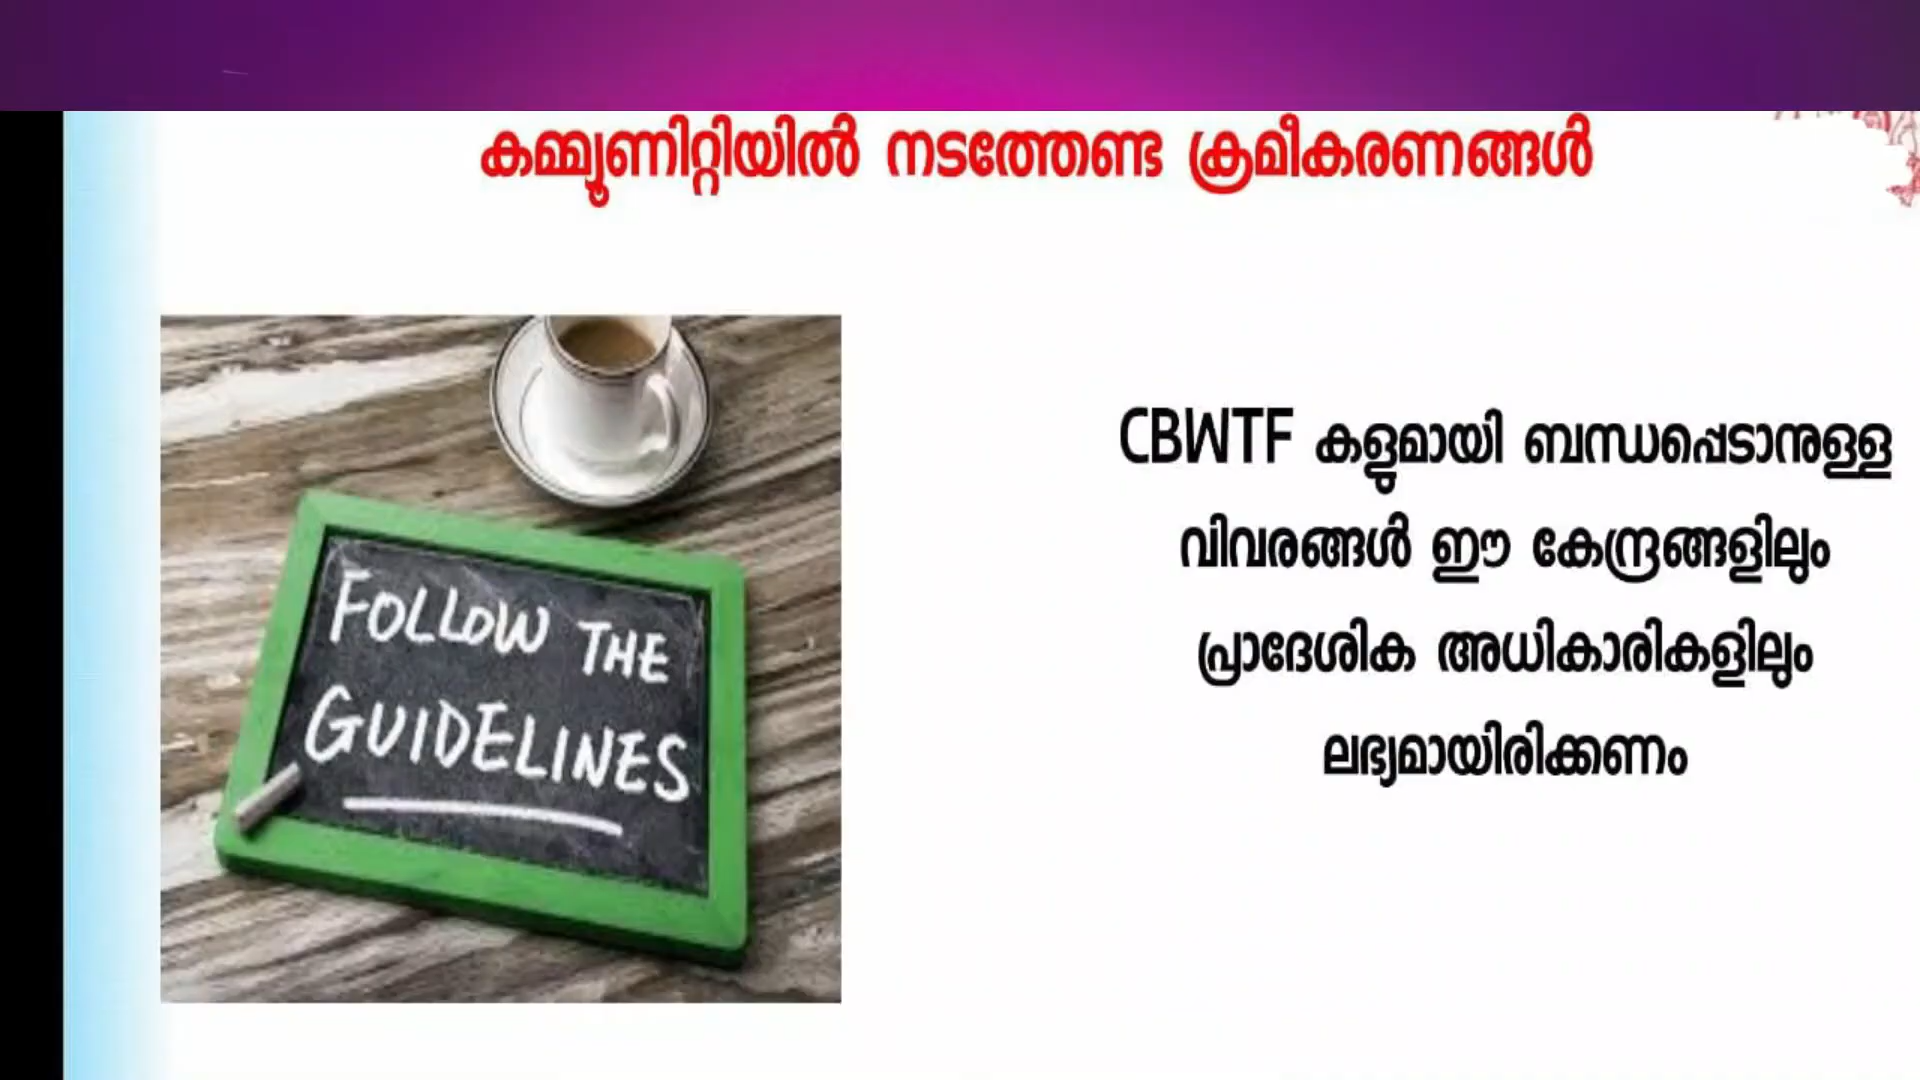 കമ്മ്യൂണിറ്റിയിൽ നടത്തേണ്ട ക്രമീകരണങ്ങൾ
FOLLOW THE
GUIDELINES
CBWTF കളുമായി ബന്ധപ്പെടാനുള്ള
വിവരങ്ങൾ ഈ കേന്ദ്രങ്ങളിലും
പ്രാദേശിക അധികാരികളിലും
ലഭ്യമായിരിക്കണം